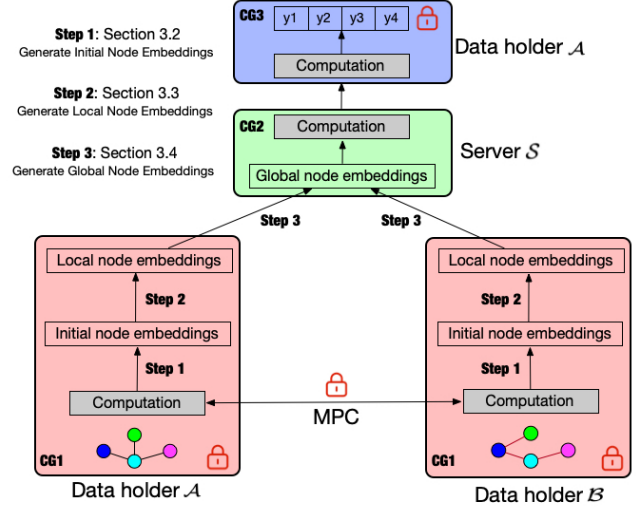 Step 1: Section 3.2
Generate Initial Node Embeddings
Step 2: Section 3.3
Generate Local Node Embeddings
Step 3: Section 3.4
Generate Global Node Embeddings
CG3
y1 y2 y3 y4
Computation
Data holder 𝒜
CG2
Computation
Global node embeddings
Server 𝒮
Step 3
Step 3
Local node embeddings
Step 2
Initial node embeddings
Step 1
Computation
CG1
Data holder 𝒜
MPC
Local node embeddings
Step 2
Initial node embeddings
Step 1
Computation
CG1
Data holder ℬ